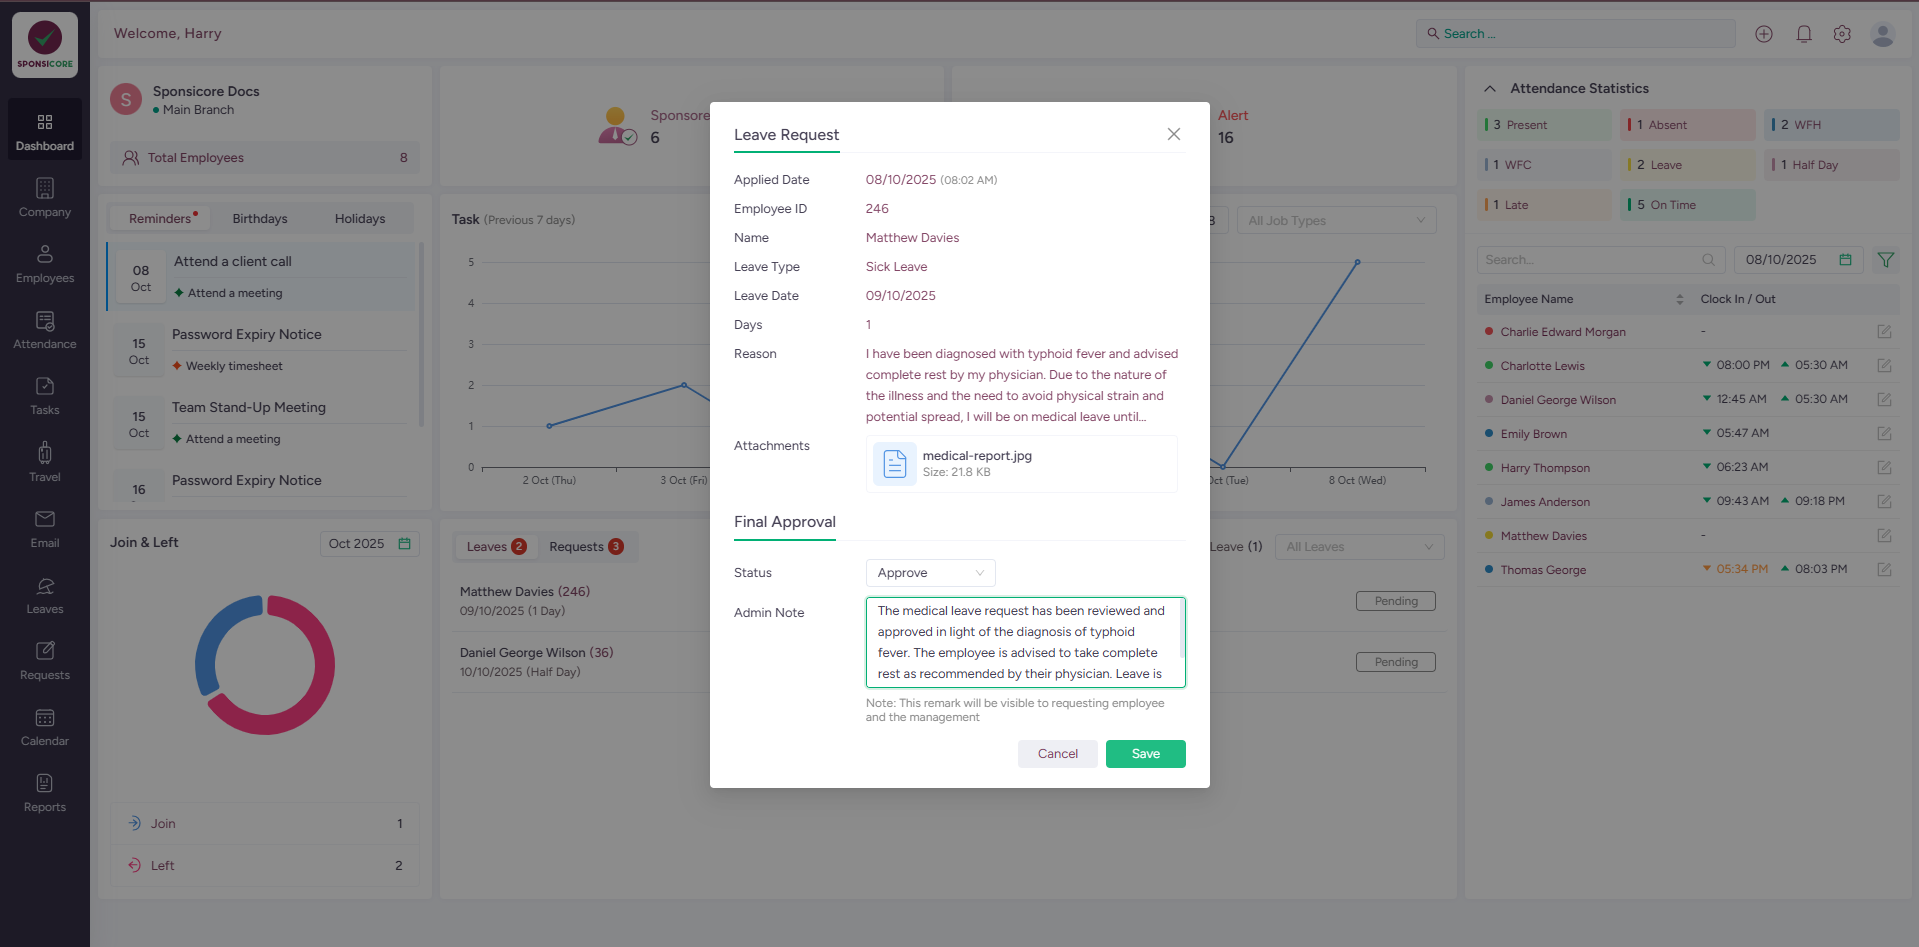 SPONSICORE
Dashboard
Company
Employees
Attendance
Tasks
Travel
Email
Leaves
Requests
Calendar
Reports
Welcome, Harry
Search ...
S
Sponsicore Docs
Main Branch
Total Employees 8
Sponsore
6
Alert
16
Reminders Birthdays Holidays
08
Oct
Attend a client call
Attend a meeting
15
Oct
Password Expiry Notice
Weekly timesheet
15
Oct
Team Stand-Up Meeting
Attend a meeting
16
Password Expiry Notice
Task (Previous 7 days)
All Job Types
5
4
3
2
1
0
2 Oct (Thu) 3 Oct (Fri) Oct (Tue) 8 Oct (Wed)
Join & Left
Oct 2025
Join 1
Left 2
Leaves 2 Requests 3
Leave (1) All Leaves
Matthew Davies (246)
09/10/2025 (1 Day)
Pending
Daniel George Wilson (36)
10/10/2025 (Half Day)
Pending
Leave Request
Applied Date 08/10/2025 (08:02 AM)
Employee ID 246
Name Matthew Davies
Leave Type Sick Leave
Leave Date 09/10/2025
Days 1
Reason I have been diagnosed with typhoid fever and advised
complete rest by my physician. Due to the nature of
the illness and the need to avoid physical strain and
potential spread, I will be on medical leave until...
Attachments medical-report.jpg
Size: 21.8 KB
Final Approval
Status Approve
Admin Note The medical leave request has been reviewed and
approved in light of the diagnosis of typhoid
fever. The employee is advised to take complete
rest as recommended by their physician. Leave is
Note: This remark will be visible to requesting employee
and the management
Cancel Save
Attendance Statistics
3 Present 1 Absent 2 WFH
1 WFC 2 Leave 1 Half Day
1 Late 5 On Time
Search... 08/10/2025
Employee Name Clock In / Out
Charlie Edward Morgan -
Charlotte Lewis 08:00 PM 05:30 AM
Daniel George Wilson 12:45 AM 05:30 AM
Emily Brown 05:47 AM
Harry Thompson 06:23 AM
James Anderson 09:43 AM 09:18 PM
Matthew Davies -
Thomas George 05:34 PM 08:03 PM